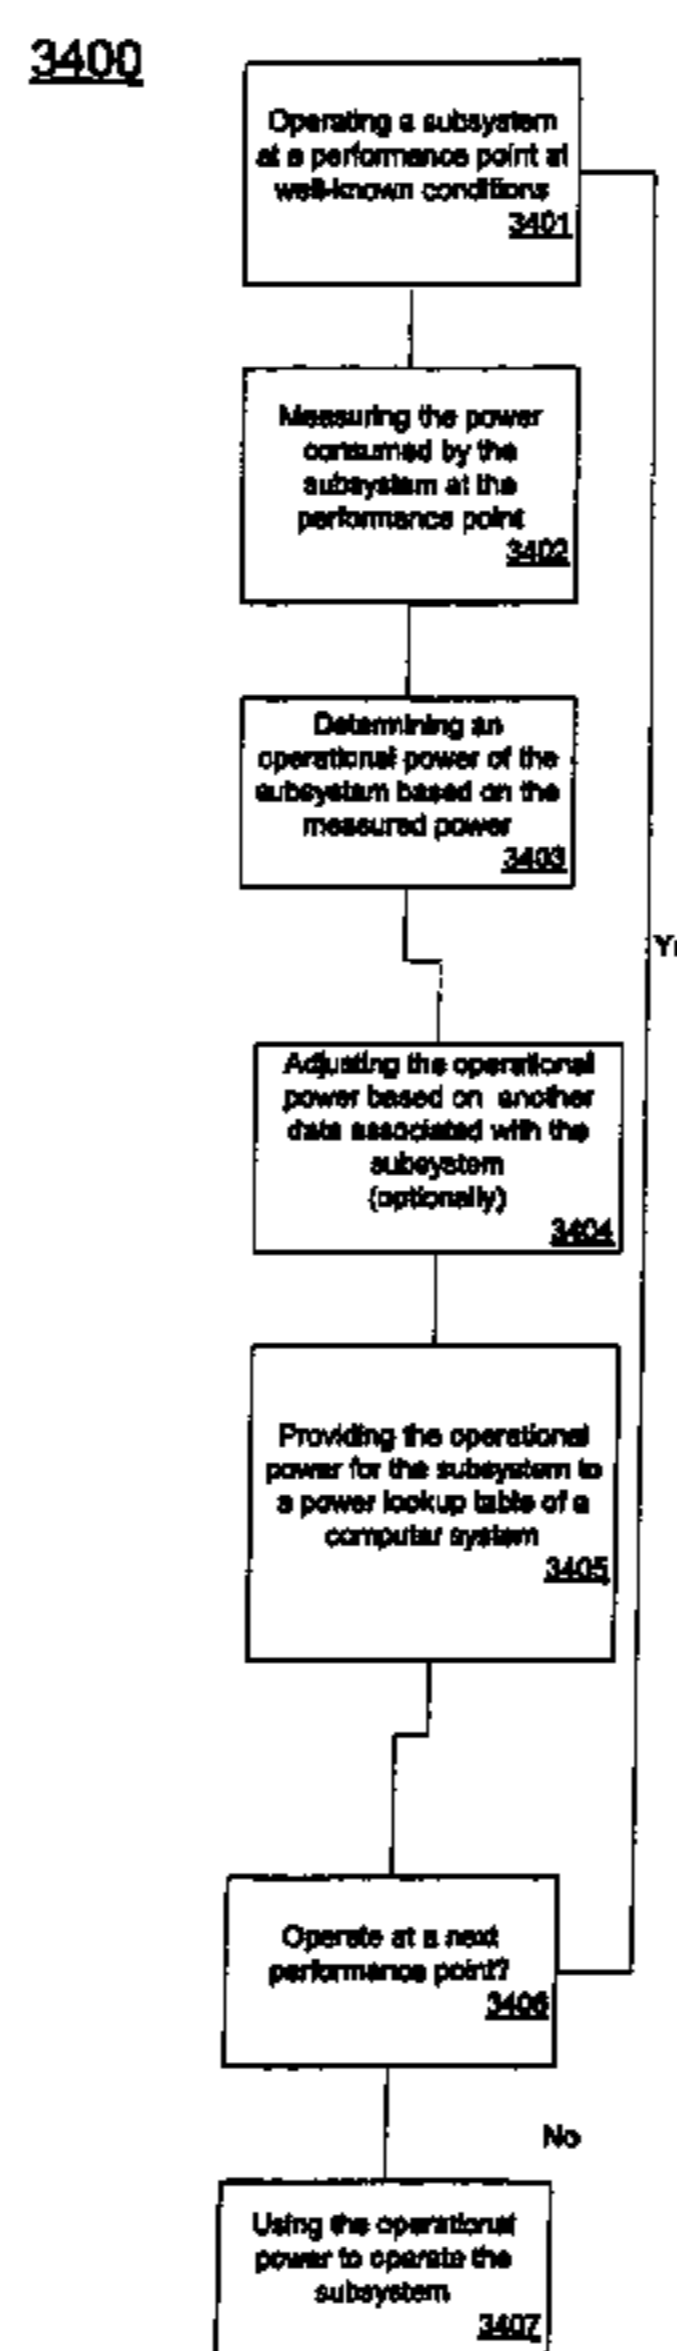 3400
Operating a subsystem
at a performance point at
well-known conditions
3401
Measuring the power
consumed by the
subsystem at the
performance point
3402
Determining an
operational power of the
subsystem based on the
measured power
3403
Adjusting the operational
power based on another
data associated with the
subsystem
(optionally)
3404
Providing the operational
power for the subsystem to
a power lookup table of a
computer system
3405
Operate at a next
performance point?
3406
No
Using the operational
power to operate the
subsystem
3407